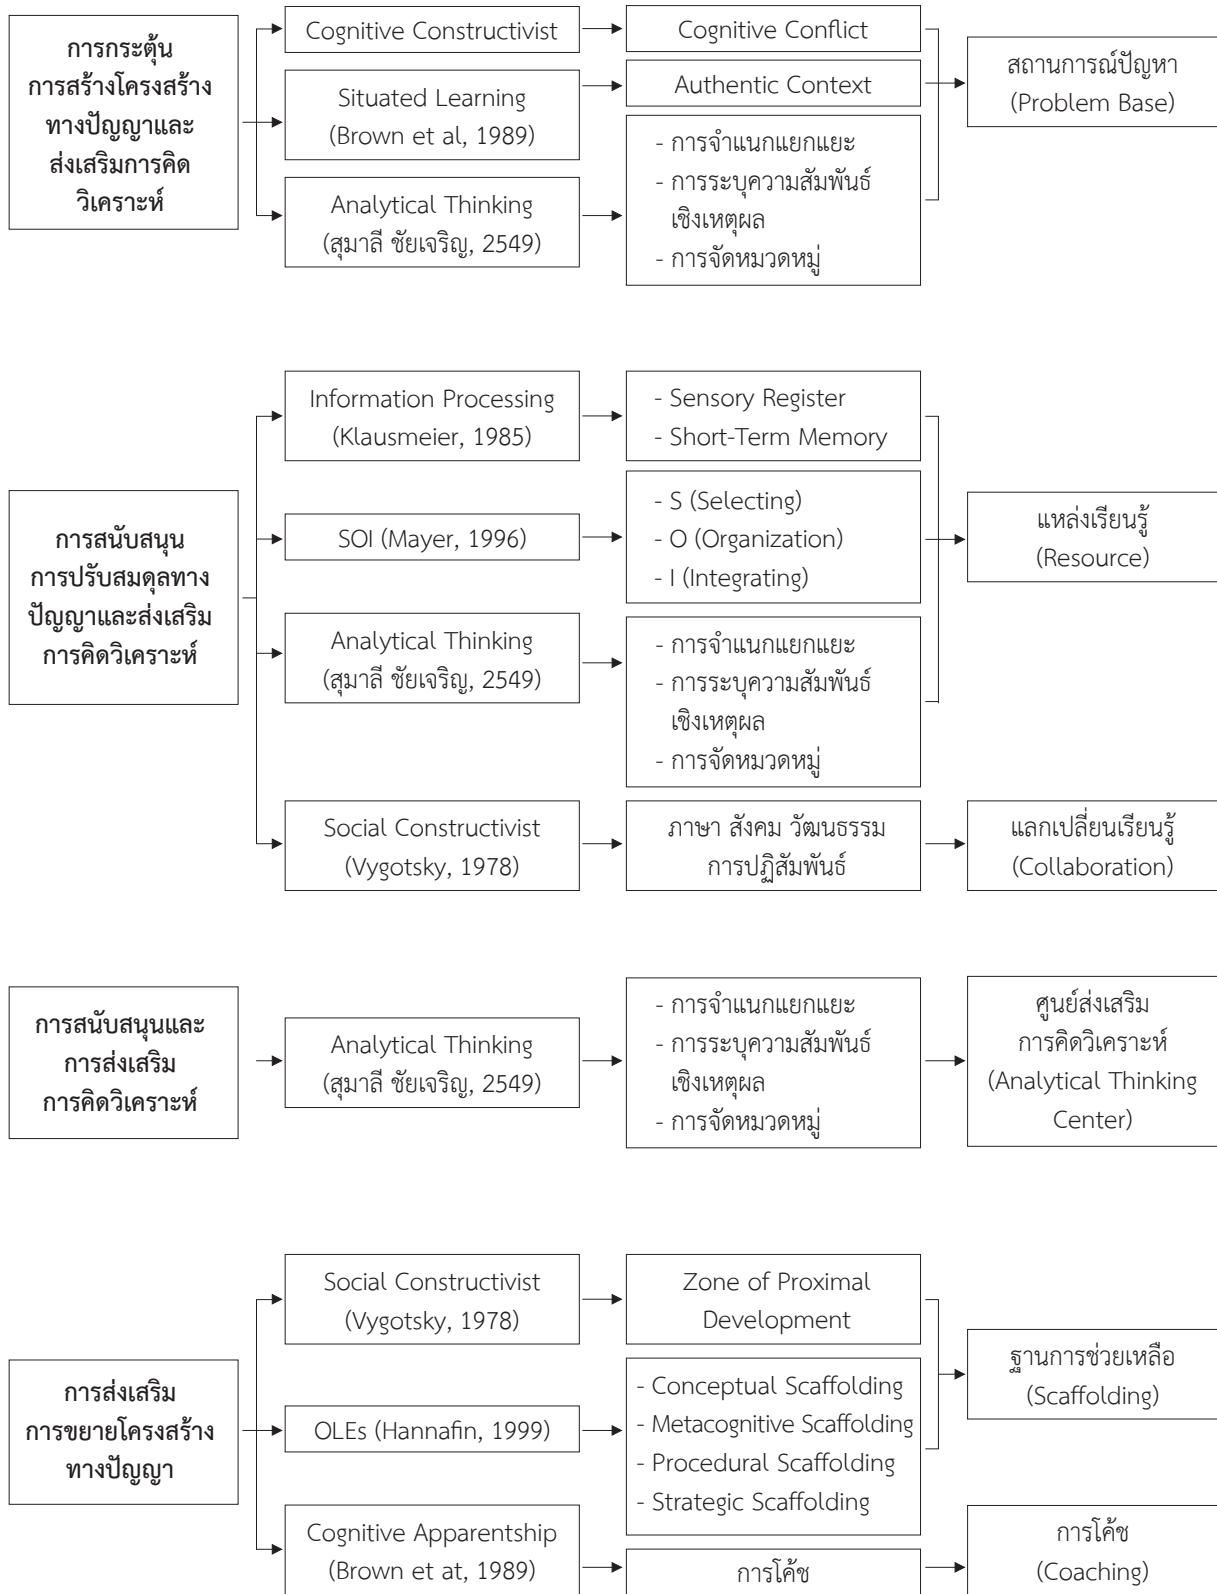 การกระตุ้น
การสร้างโครงสร้าง
ทางปัญญาและ
ส่งเสริมการคิด
วิเคราะห์
Cognitive Constructivist
Situated Learning
(Brown et al, 1989)
Analytical Thinking
(สุมาลี ชัยเจริญ, 2549)
Cognitive Conflict
Authentic Context
- การจำแนกแยกแยะ
- การระบุความสัมพันธ์
เชิงเหตุผล
- การจัดหมวดหมู่
สถานการณ์ปัญหา
(Problem Base)
การสนับสนุน
การปรับสมดุลทาง
ปัญญาและส่งเสริม
การคิดวิเคราะห์
Information Processing
(Klausmeier, 1985)
SOI (Mayer, 1996)
Analytical Thinking
(สุมาลี ชัยเจริญ, 2549)
Social Constructivist
(Vygotsky, 1978)
- Sensory Register
- Short-Term Memory
- S (Selecting)
- O (Organization)
- I (Integrating)
- การจำแนกแยกแยะ
- การระบุความสัมพันธ์
เชิงเหตุผล
- การจัดหมวดหมู่
ภาษา สังคม วัฒนธรรม
การปฏิสัมพันธ์
แหล่งเรียนรู้
(Resource)
แลกเปลี่ยนเรียนรู้
(Collaboration)
การสนับสนุนและ
การส่งเสริม
การคิดวิเคราะห์
Analytical Thinking
(สุมาลี ชัยเจริญ, 2549)
- การจำแนกแยกแยะ
- การระบุความสัมพันธ์
เชิงเหตุผล
- การจัดหมวดหมู่
ศูนย์ส่งเสริม
การคิดวิเคราะห์
(Analytical Thinking
Center)
การส่งเสริม
การขยายโครงสร้าง
ทางปัญญา
Social Constructivist
(Vygotsky, 1978)
OLEs (Hannafin, 1999)
Cognitive Apparentship
(Brown et at, 1989)
Zone of Proximal
Development
- Conceptual Scaffolding
- Metacognitive Scaffolding
- Procedural Scaffolding
- Strategic Scaffolding
การโค้ช
ฐานการช่วยเหลือ
(Scaffolding)
การโค้ช
(Coaching)